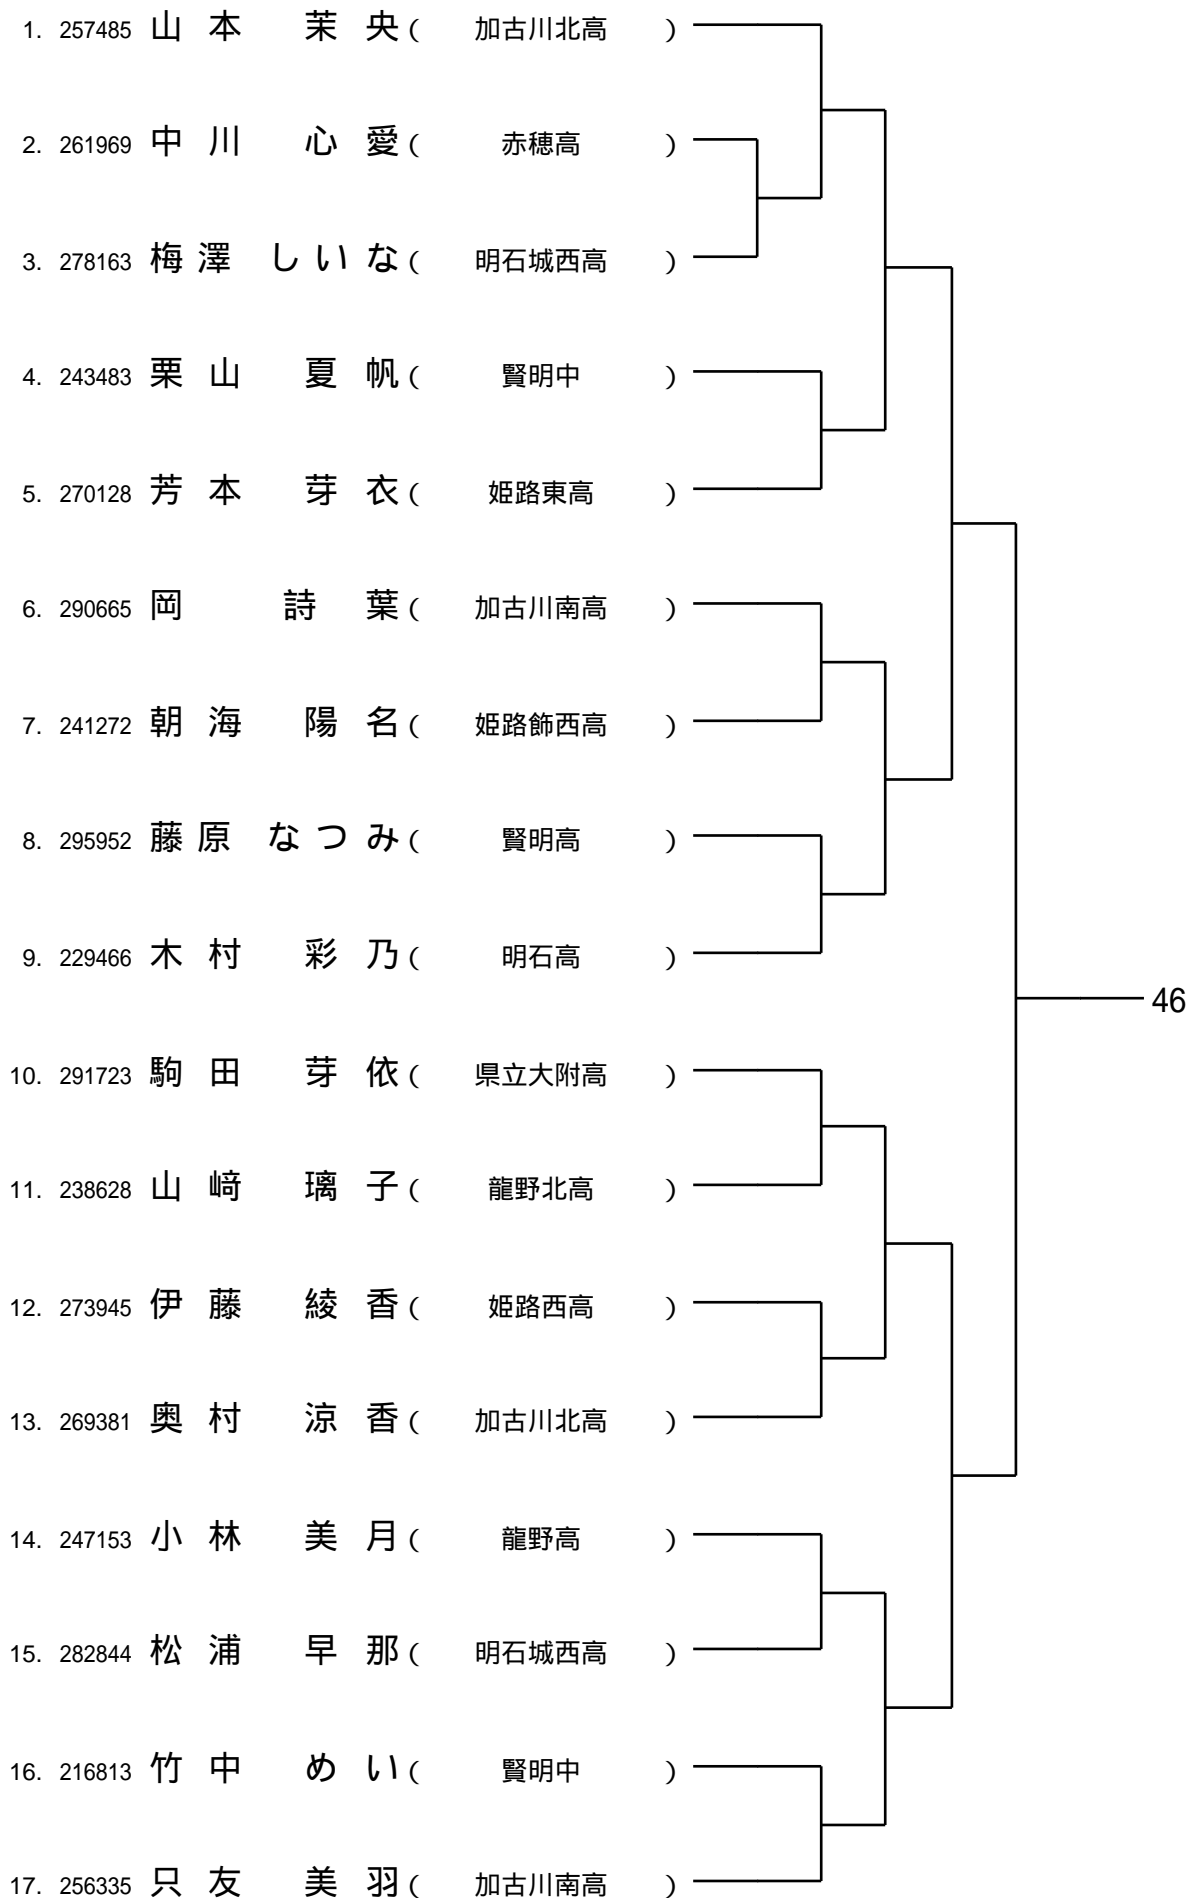 1. 257485 山本 茉央 ( 加古川北高 )
2. 261969 中川 心愛 ( 赤穂高 )
3. 278163 梅澤 しいな ( 明石城西高 )
4. 243483 栗山 夏帆 ( 賢明中 )
5. 270128 芳本 芽衣 ( 姫路東高 )
6. 290665 岡 詩葉 ( 加古川南高 )
7. 241272 朝海 陽名 ( 姫路飾西高 )
8. 295952 藤原 なつみ ( 賢明高 )
9. 229466 木村 彩乃 ( 明石高 )
46
10. 291723 駒田 芽依 ( 県立大附高 )
11. 238628 山﨑 璃子 ( 龍野北高 )
12. 273945 伊藤 綾香 ( 姫路西高 )
13. 269381 奥村 涼香 ( 加古川北高 )
14. 247153 小林 美月 ( 龍野高 )
15. 282844 松浦 早那 ( 明石城西高 )
16. 216813 竹中 めい ( 賢明中 )
17. 256335 只友 美羽 ( 加古川南高 )